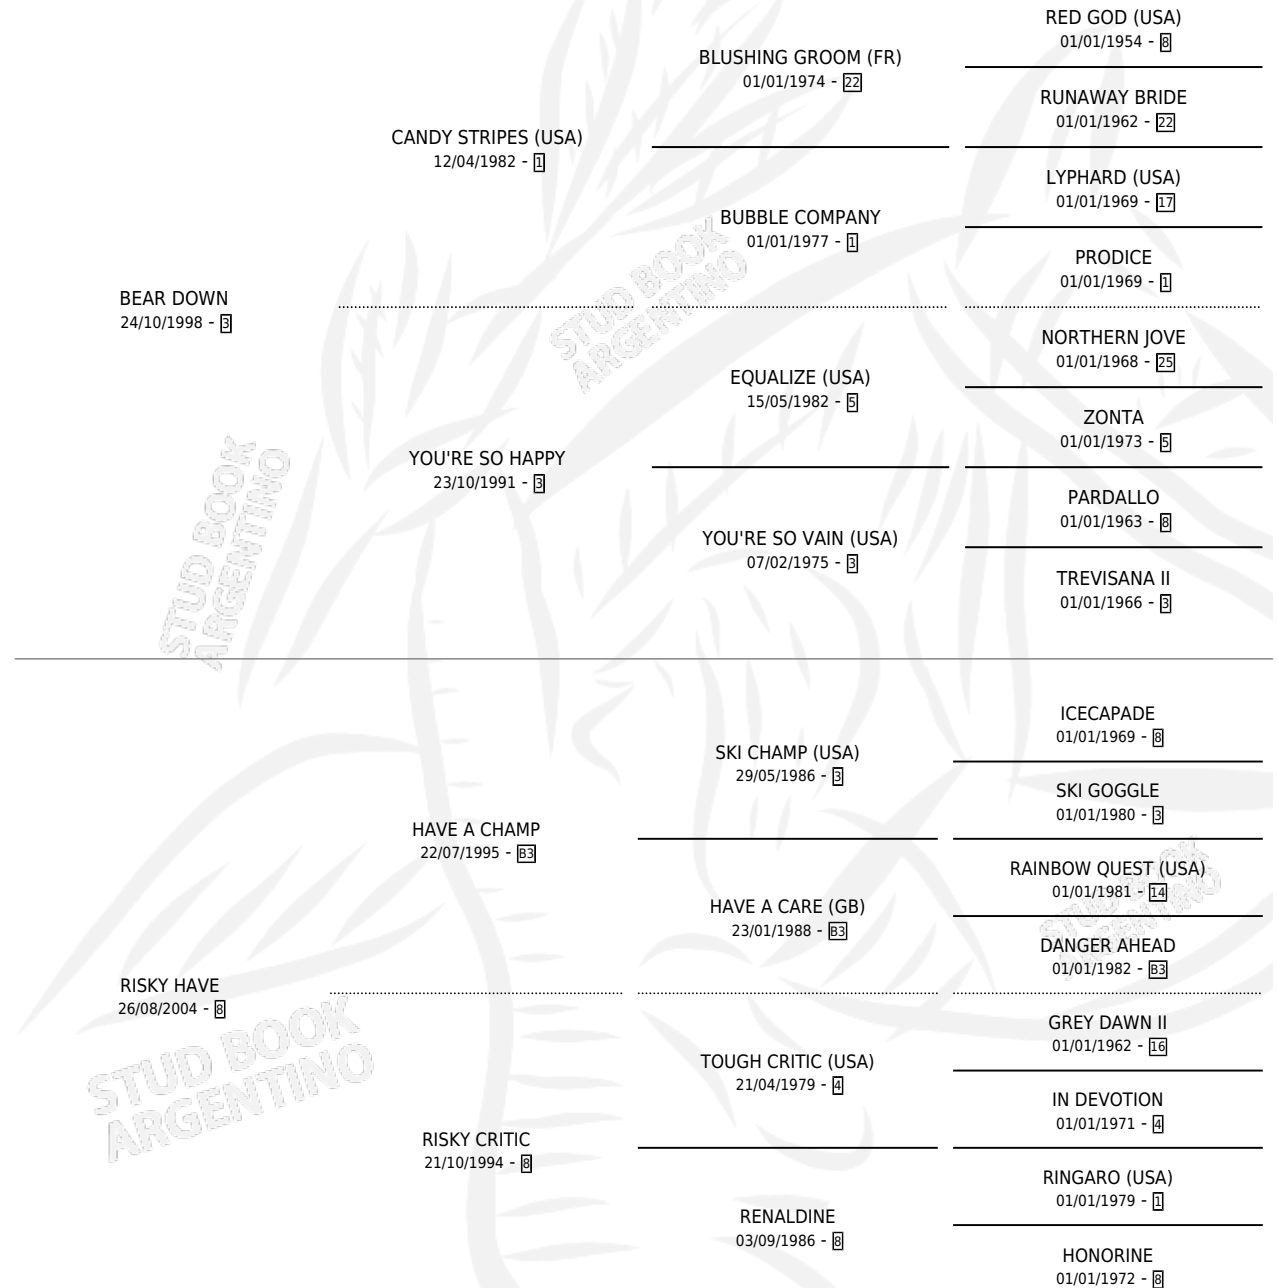 RED GOD (USA)
01/01/1954 - 8
BLUSHING GROOM (FR)
01/01/1974 - 22
RUNAWAY BRIDE
01/01/1962 - 22
CANDY STRIPES (USA)
12/04/1982 - 1
LYPHARD (USA)
01/01/1969 - 17
BUBBLE COMPANY
01/01/1977 - 1
PRODICE
01/01/1969 - 1
STUD BOOK
ARGENTINO
BEAR DOWN
24/10/1998 - 3
NORTHERN JOVE
01/01/1968 - 25
EQUALIZE (USA)
15/05/1982 - 5
ZONTA
01/01/1973 - 5
YOU'RE SO HAPPY
23/10/1991 - 3
PARDALLO
01/01/1963 - 8
YOU'RE SO VAIN (USA)
07/02/1975 - 3
TREVISANA II
01/01/1966 - 3
STUD BOOK
ARGENTINO
ICECAPADE
01/01/1969 - 8
SKI CHAMP (USA)
29/05/1986 - 3
SKI GOGGLE
01/01/1980 - 3
HAVE A CHAMP
22/07/1995 - B3
RAINBOW QUEST (USA)
01/01/1981 - 14
HAVE A CARE (GB)
23/01/1988 - B3
STUD BOOK
ARGENTINO
DANGER AHEAD
01/01/1982 - B3
RISKY HAVE
26/08/2004 - 8
GREY DAWN II
01/01/1962 - 16
STUD BOOK
ARGENTINO
TOUGH CRITIC (USA)
21/04/1979 - 4
IN DEVOTION
01/01/1971 - 4
RISKY CRITIC
21/10/1994 - 8
RINGARO (USA)
01/01/1979 - 1
RENALDINE
03/09/1986 - 8
HONORINE
01/01/1972 - 8